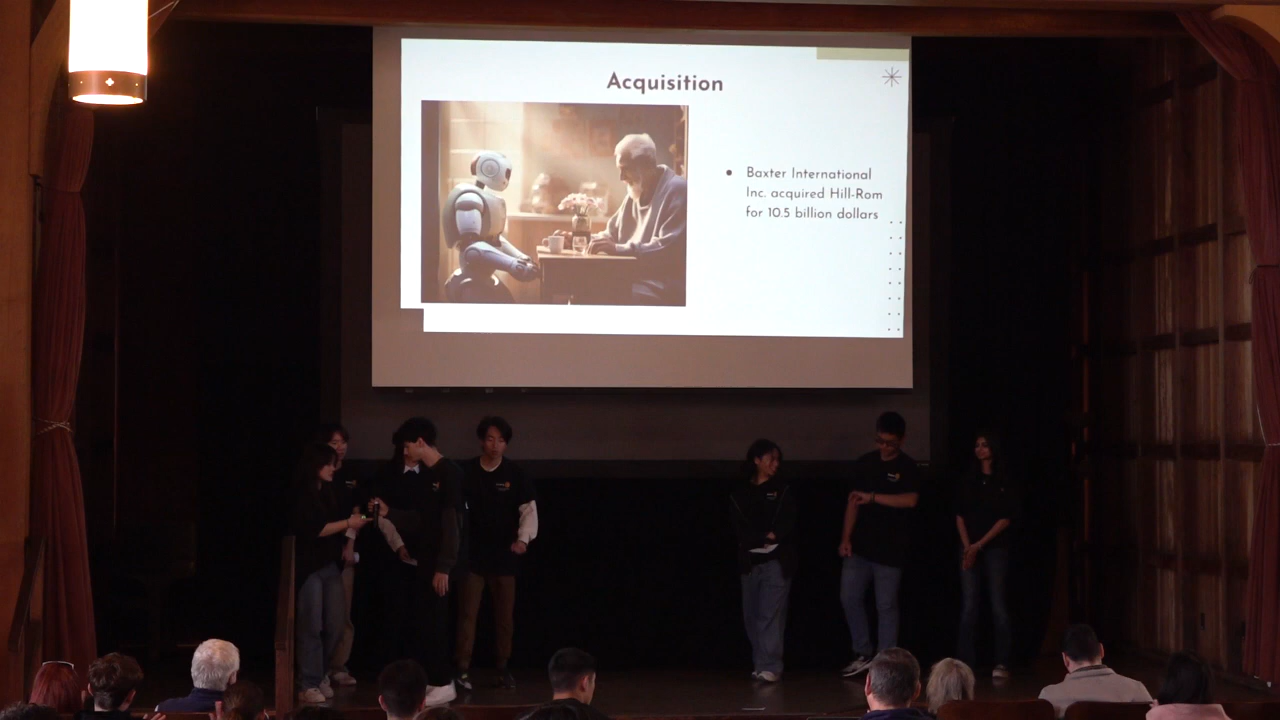 Acquisition
• Baxter International
Inc. acquired Hill-Rom
for 10.5 billion dollars